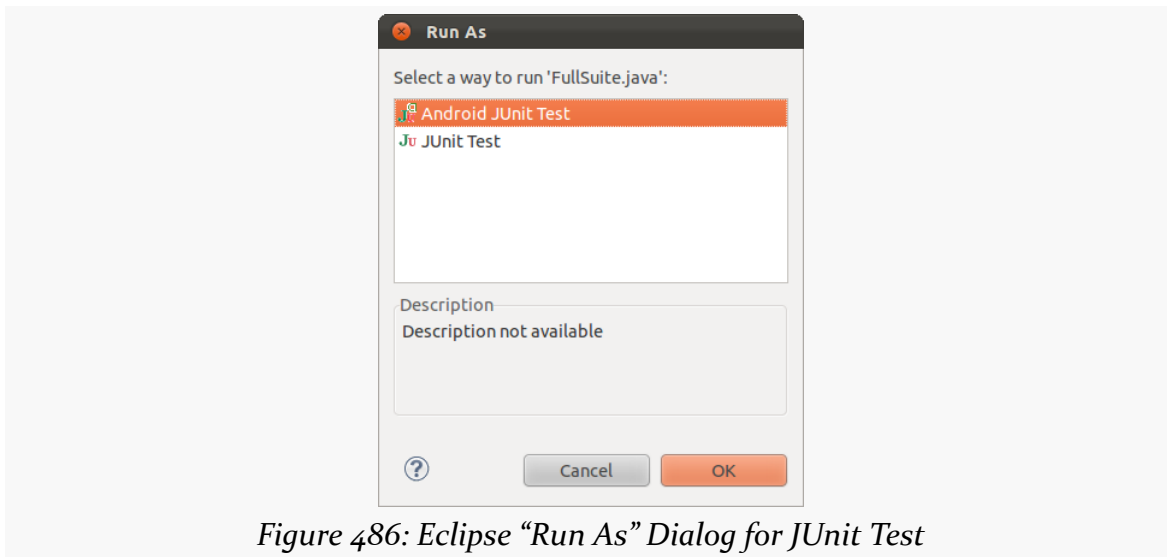 Run As
Select a way to run 'FullSuite.java':
Android JUnit Test
Ju JUnit Test
Description
Description not available
?
Cancel
OK
Figure 486: Eclipse “Run As” Dialog for JUnit Test